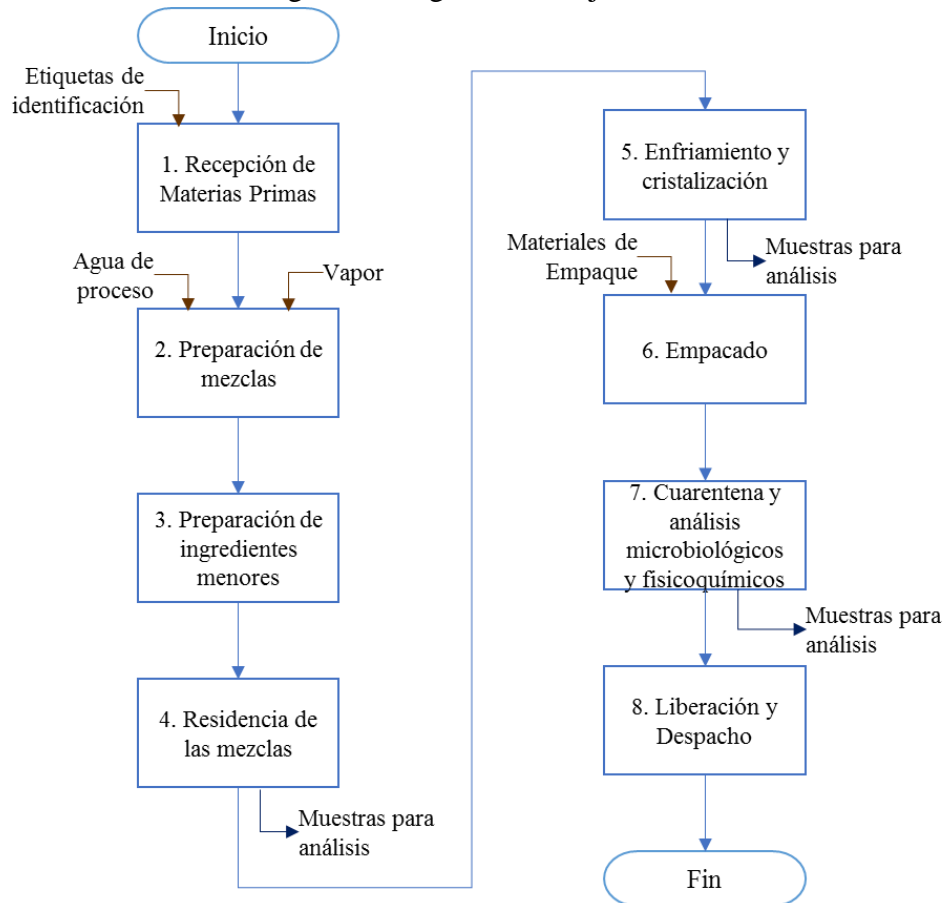 Inicio
Etiquetas de
identificación
1. Recepción de
Materias Primas
Agua de
proceso
Vapor
2. Preparación de
mezclas
3. Preparación de
ingredientes
menores
4. Residencia de
las mezclas
Muestras para
análisis
5. Enfriamiento y
cristalización
Muestras para
análisis
Materiales de
Empaque
6. Empacado
7. Cuarentena y
análisis
microbiológicos
y fisicoquímicos
Muestras para
análisis
8. Liberación y
Despacho
Fin